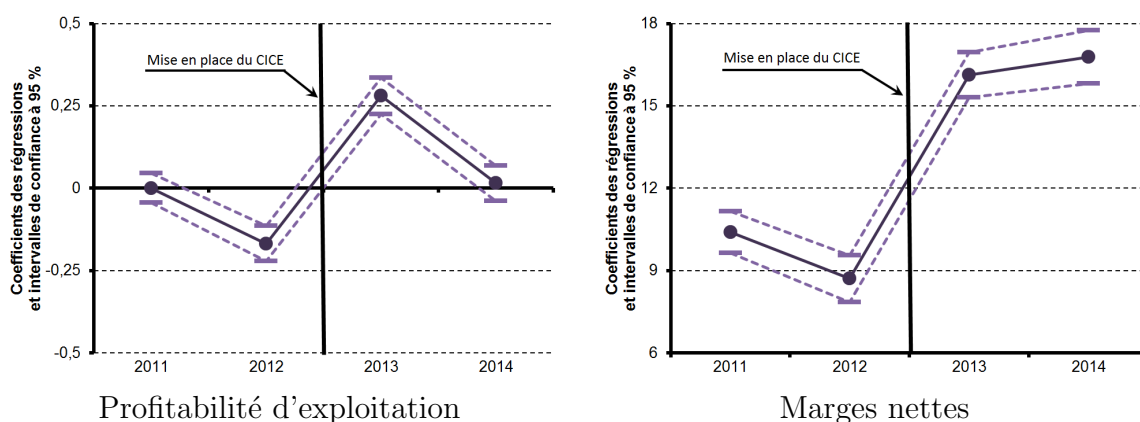 Coefficients des régressions
et intervalles de confiance à 95 %
0,5
0,25
0
-0,25
-0,5
Mise en place du CICE
2011 2012 2013 2014
Profitabilité d'exploitation
Coefficients des régressions
et intervalles de confiance à 95 %
18
15
12
9
6
Mise en place du CICE
2011 2012 2013 2014
Marges nettes